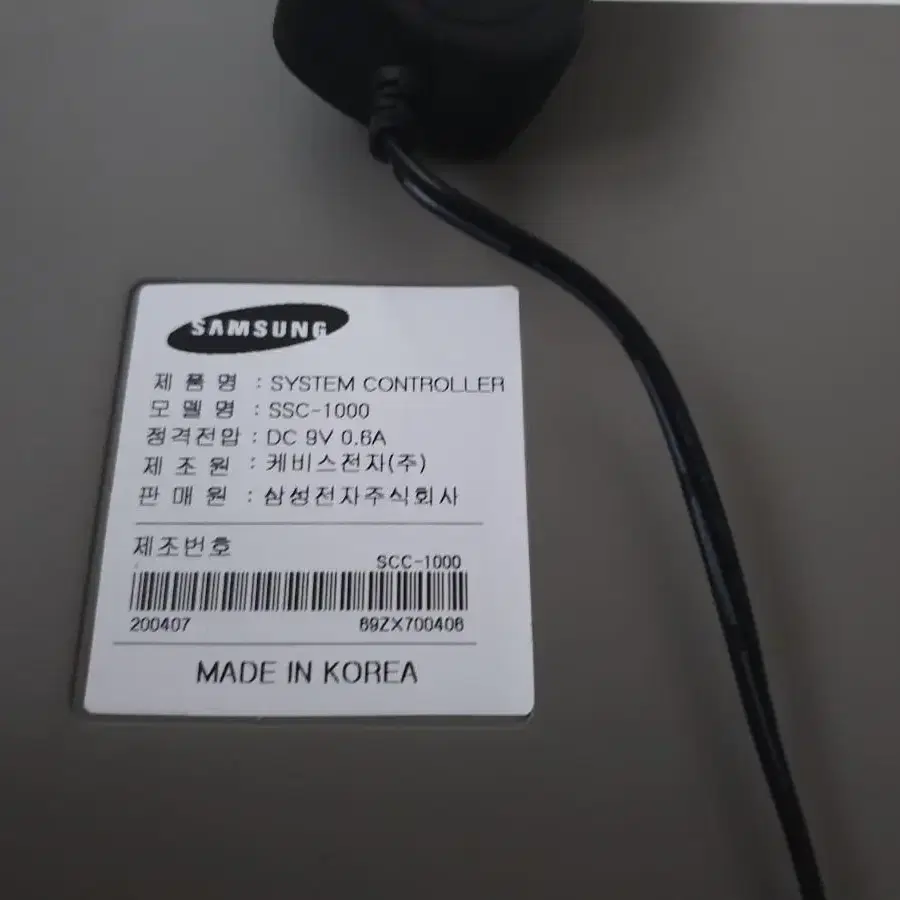 SAMSUNG
제 품 명 : SYSTEM CONTROLLER
모 델 명 : SSC-1000
정격전압 : DC 9V 0.6A
제 조 원 : 케비스전자(주)
판 매 원 : 삼성전자주식회사
제조번호
SCC-1000
200407 69ZX700406
MADE IN KOREA